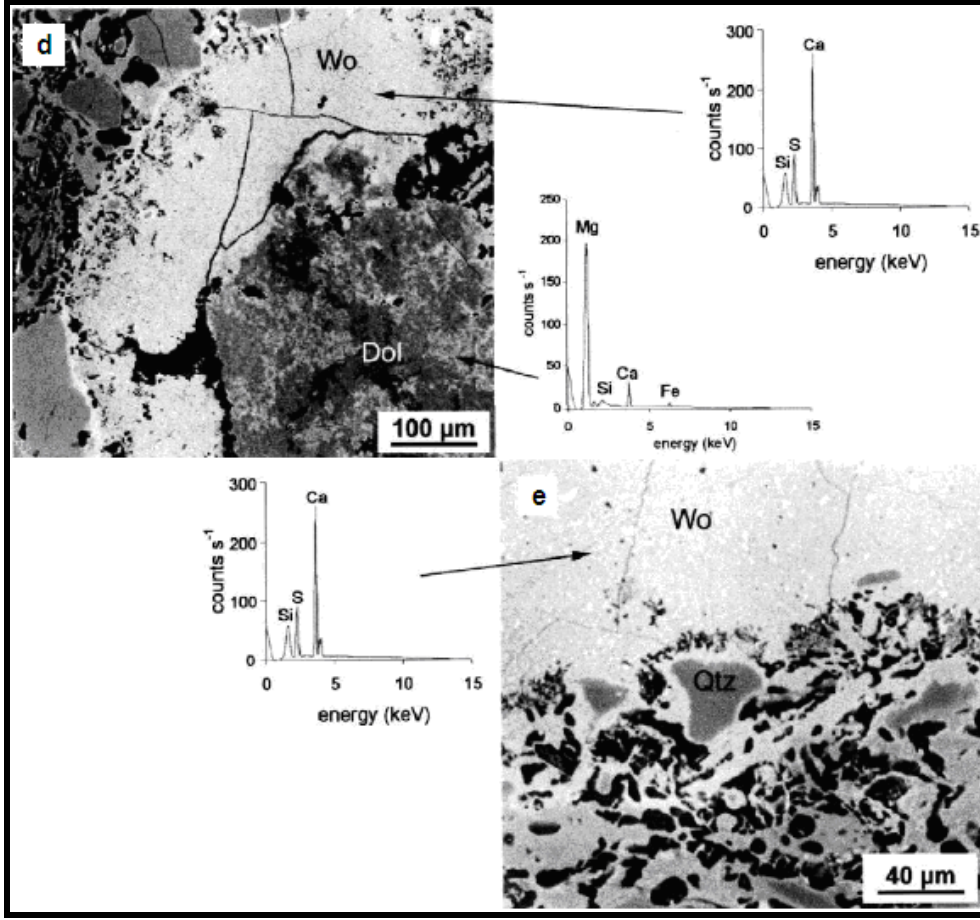 d
Wo
Dol
100 µm
300
200
100
0
counts s⁻¹
Ca
S
Si
0 5 10 15
energy (keV)
250
200
150
100
50
0
counts s⁻¹
Mg
Si
Ca
Fe
0 5 10 15
energy (keV)
300
200
100
0
counts s⁻¹
Ca
S
Si
0 5 10 15
energy (keV)
e
Wo
Qtz
40 µm